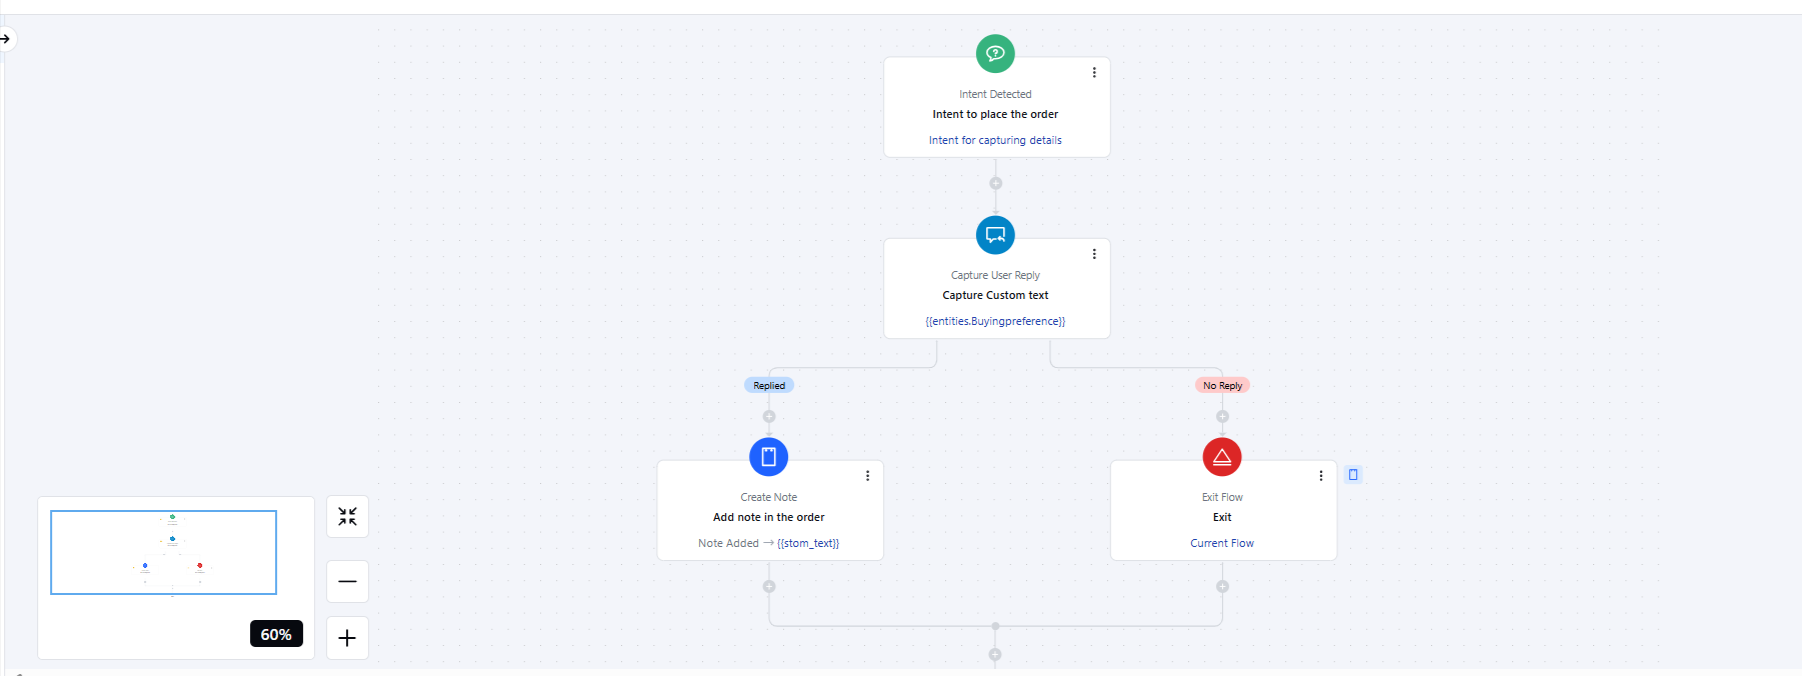 Intent Detected
Intent to place the order
Intent for capturing details
Capture User Reply
Capture Custom text
{{entities.Buyingpreference}}
Replied
No Reply
Create Note
Add note in the order
Note Added → {{stom_text}}
Exit Flow
Exit
Current Flow
60%